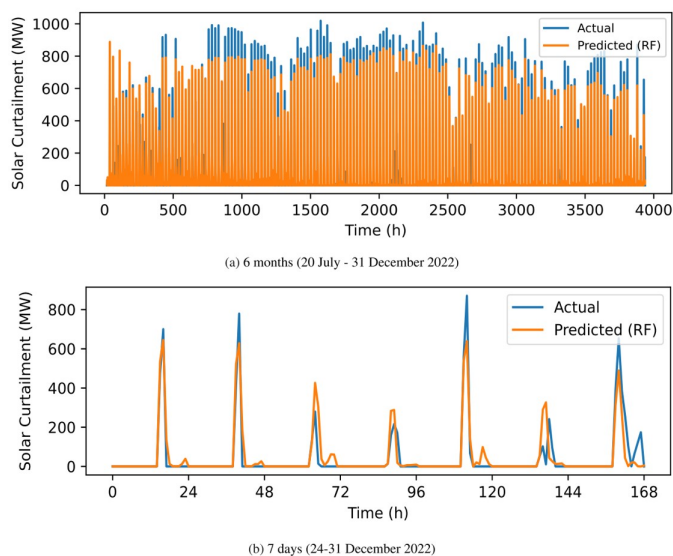 1000
800
600
400
200
0
Solar Curtailment (MW)
Actual
Predicted (RF)
0 500 1000 1500 2000 2500 3000 3500 4000
Time (h)
(a) 6 months (20 July - 31 December 2022)
800
600
400
200
0
Solar Curtailment (MW)
Actual
Predicted (RF)
0 24 48 72 96 120 144 168
Time (h)
(b) 7 days (24-31 December 2022)